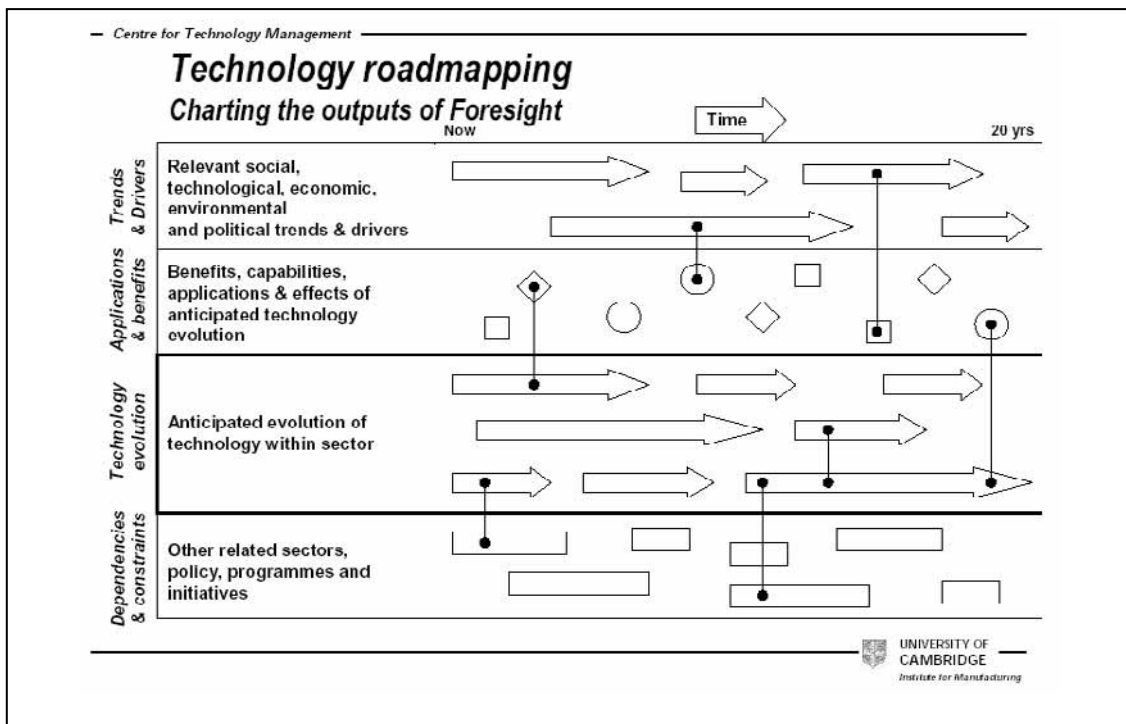 Centre for Technology Management
Technology roadmapping
Charting the outputs of Foresight
Time
Now
20 yrs
Trends
& Drivers
Relevant social,
technological, economic,
environmental
and political trends & drivers
Applications
& benefits
Benefits, capabilities,
applications & effects of
anticipated technology
evolution
Technology
evolution
Anticipated evolution of
technology within sector
Dependencies
& constraints
Other related sectors,
policy, programmes and
initiatives
UNIVERSITY OF
CAMBRIDGE
Institute for Manufacturing